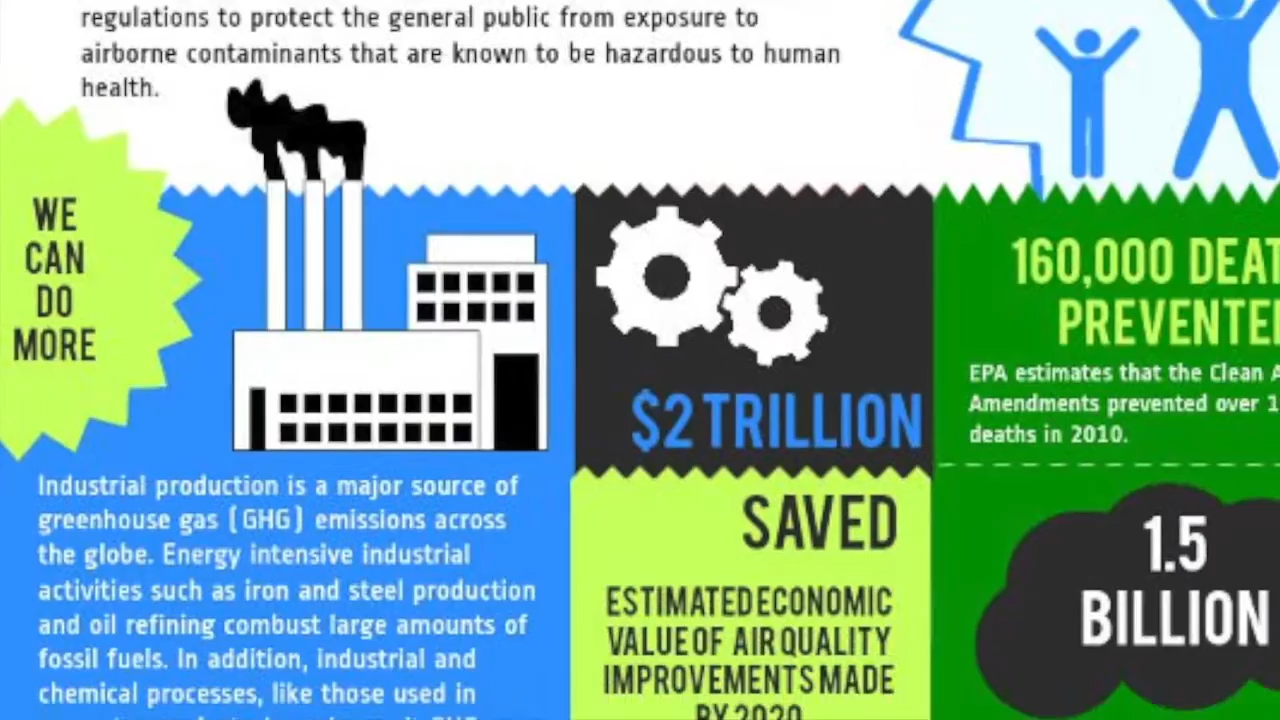 regulations to protect the general public from exposure to
airborne contaminants that are known to be hazardous to human
health.
WE
CAN
DO
MORE
Industrial production is a major source of
greenhouse gas (GHG) emissions across
the globe. Energy intensive industrial
activities such as iron and steel production
and oil refining combust large amounts of
fossil fuels. In addition, industrial and
chemical processes, like those used in
$2 TRILLION
SAVED
ESTIMATED ECONOMIC
VALUE OF AIR QUALITY
IMPROVEMENTS MADE
BY 2020
160,000
EPA estimates that the Clean
Amendments prevented over
deaths in 2010.
1.5
BILLION